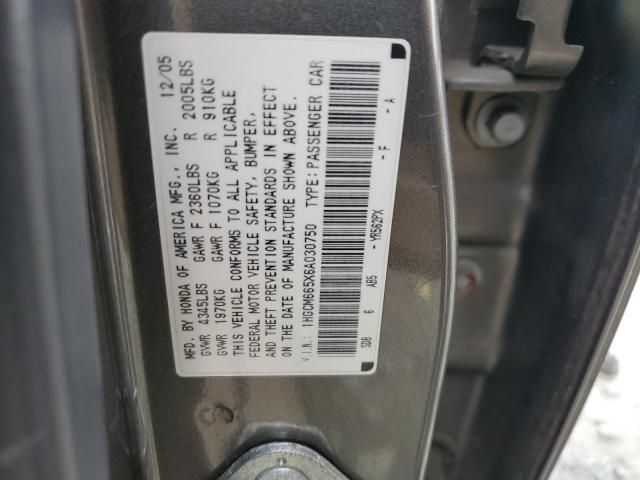 MFD. BY HONDA OF AMERICA MFG., INC. 12/05
GVWR 4345LBS GAWR F 2360LBS R 2005LBS
GVWR 1970KG GAWR F 1070KG R 910KG
THIS VEHICLE CONFORMS TO ALL APPLICABLE
FEDERAL MOTOR VEHICLE SAFETY, BUMPER,
AND THEFT PREVENTION STANDARDS IN EFFECT
ON THE DATE OF MANUFACTURE SHOWN ABOVE.
V.I.N.: 1HGCM665X6A030750 TYPE: PASSENGER CAR
SDB 6 AB5 - YR562PX - F - A